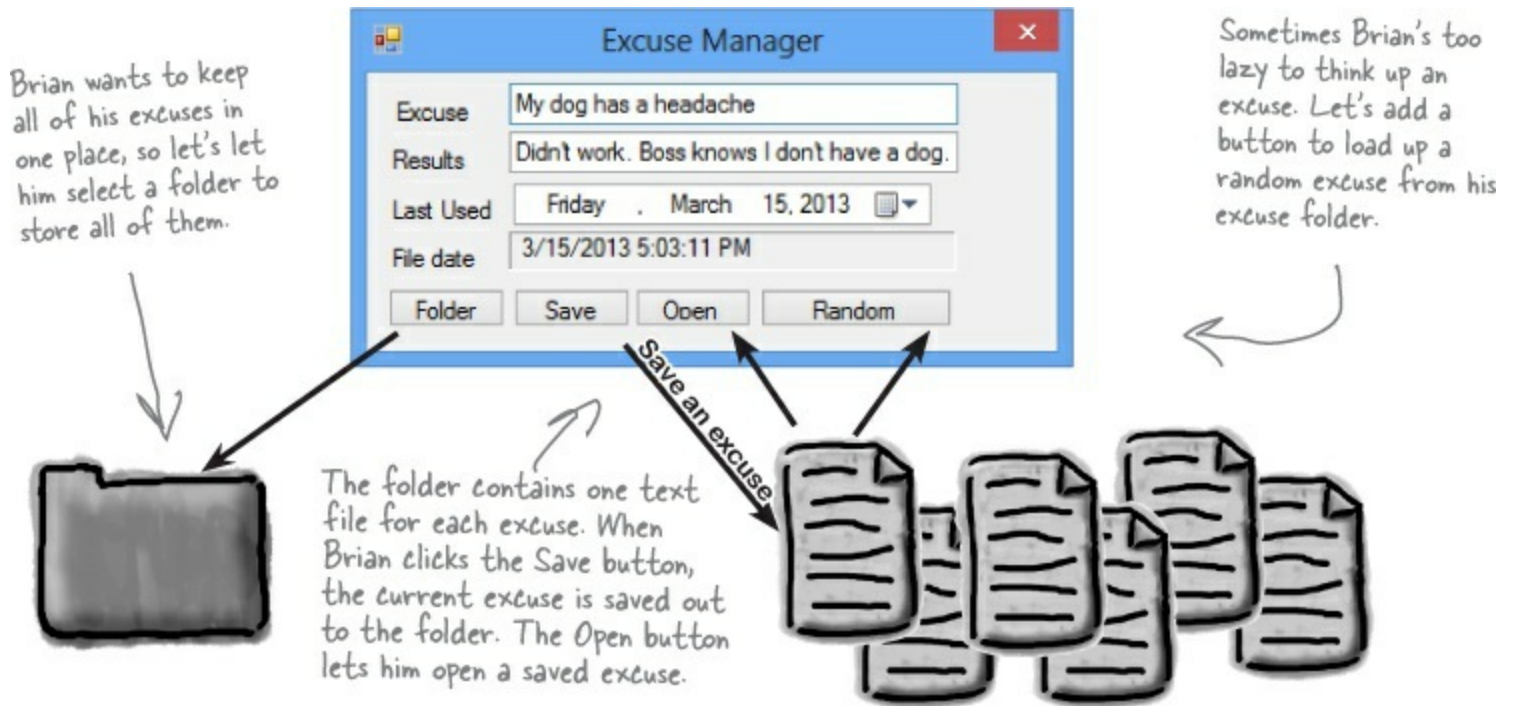 Brian wants to keep
all of his excuses in
one place, so let's let
him select a folder to
store all of them.
Excuse Manager
Excuse
My dog has a headache
Results
Didn't work. Boss knows I don't have a dog.
Last Used
Friday , March 15, 2013
File date
3/15/2013 5:03:11 PM
Folder
Save
Open
Random
Sometimes Brian's too
lazy to think up an
excuse. Let's add a
button to load up a
random excuse from his
excuse folder.
Save an excuse
The folder contains one text
file for each excuse. When
Brian clicks the Save button,
the current excuse is saved out
to the folder. The Open button
lets him open a saved excuse.